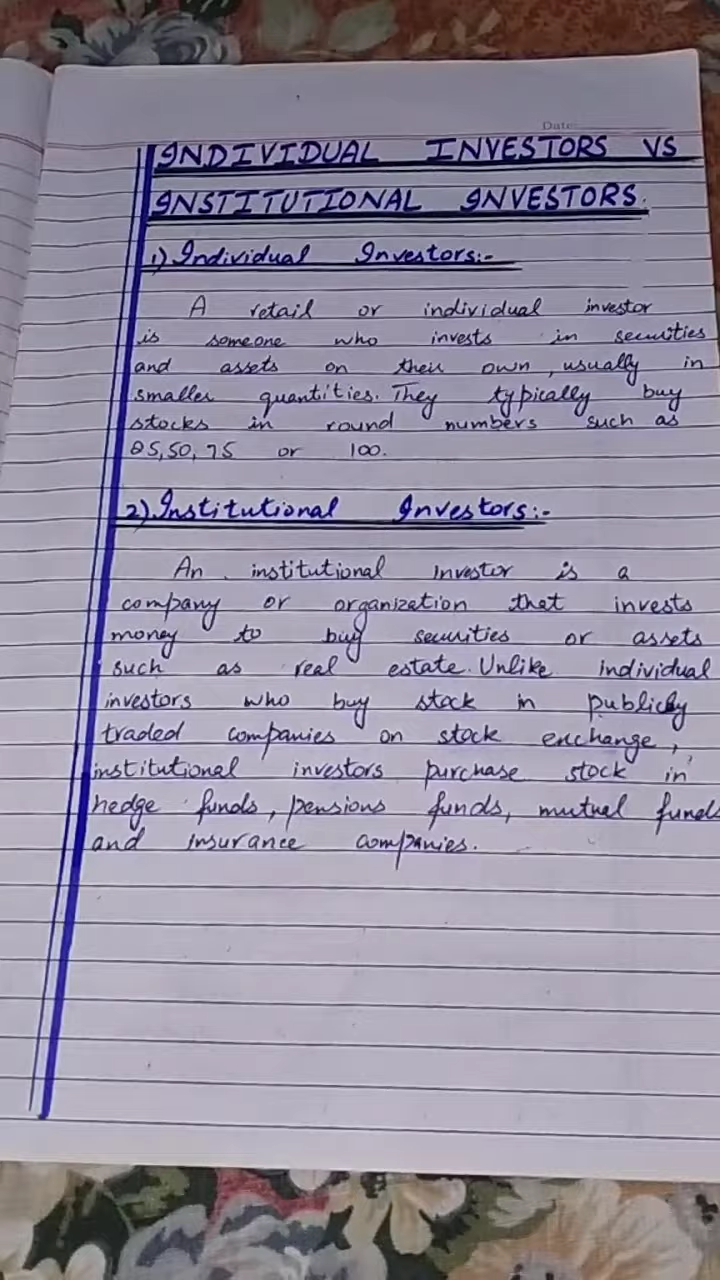 Date:
INDIVIDUAL INVESTORS VS
INSTITUTIONAL INVESTORS.
1) Individual Investors:-
A retail or individual investor
is someone who invests in securities
and assets on their own, usually in
smaller quantities. They typically buy
stocks in round numbers such as
25, 50, 75 or 100.
2) Institutional Investors:-
An institutional investor is a
company or organization that invests
money to buy securities or assets
such as real estate. Unlike individual
investors who buy stock in publicly
traded companies on stock exchange,
institutional investors purchase stock in
hedge funds, pensions funds, mutual funds
and insurance companies.